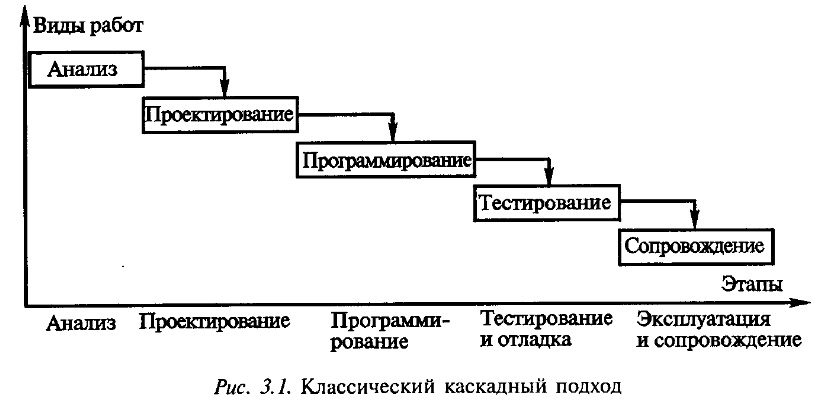 Виды работ
Анализ
Проектирование
Программирование
Тестирование
Сопровождение
Этапы
Анализ
Проектирование
Программи-
рование
Тестирование
и отладка
Эксплуатация
и сопровождение
Рис. 3.1. Классический каскадный подход